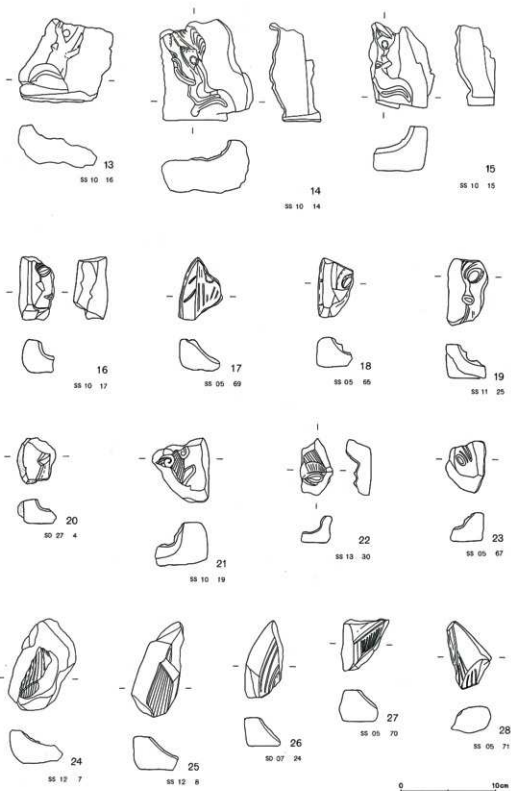 13
SS 10 16
14
SS 10 14
15
SS 10 15
16
SS 10 17
17
SS 05 69
18
SS 05 65
19
SS 11 25
20
SD 27 4
21
SS 10 19
22
SS 13 30
23
SS 05 67
24
SS 12 7
25
SS 12 8
26
SD 07 24
27
SS 05 70
28
SS 05 71
0 10cm